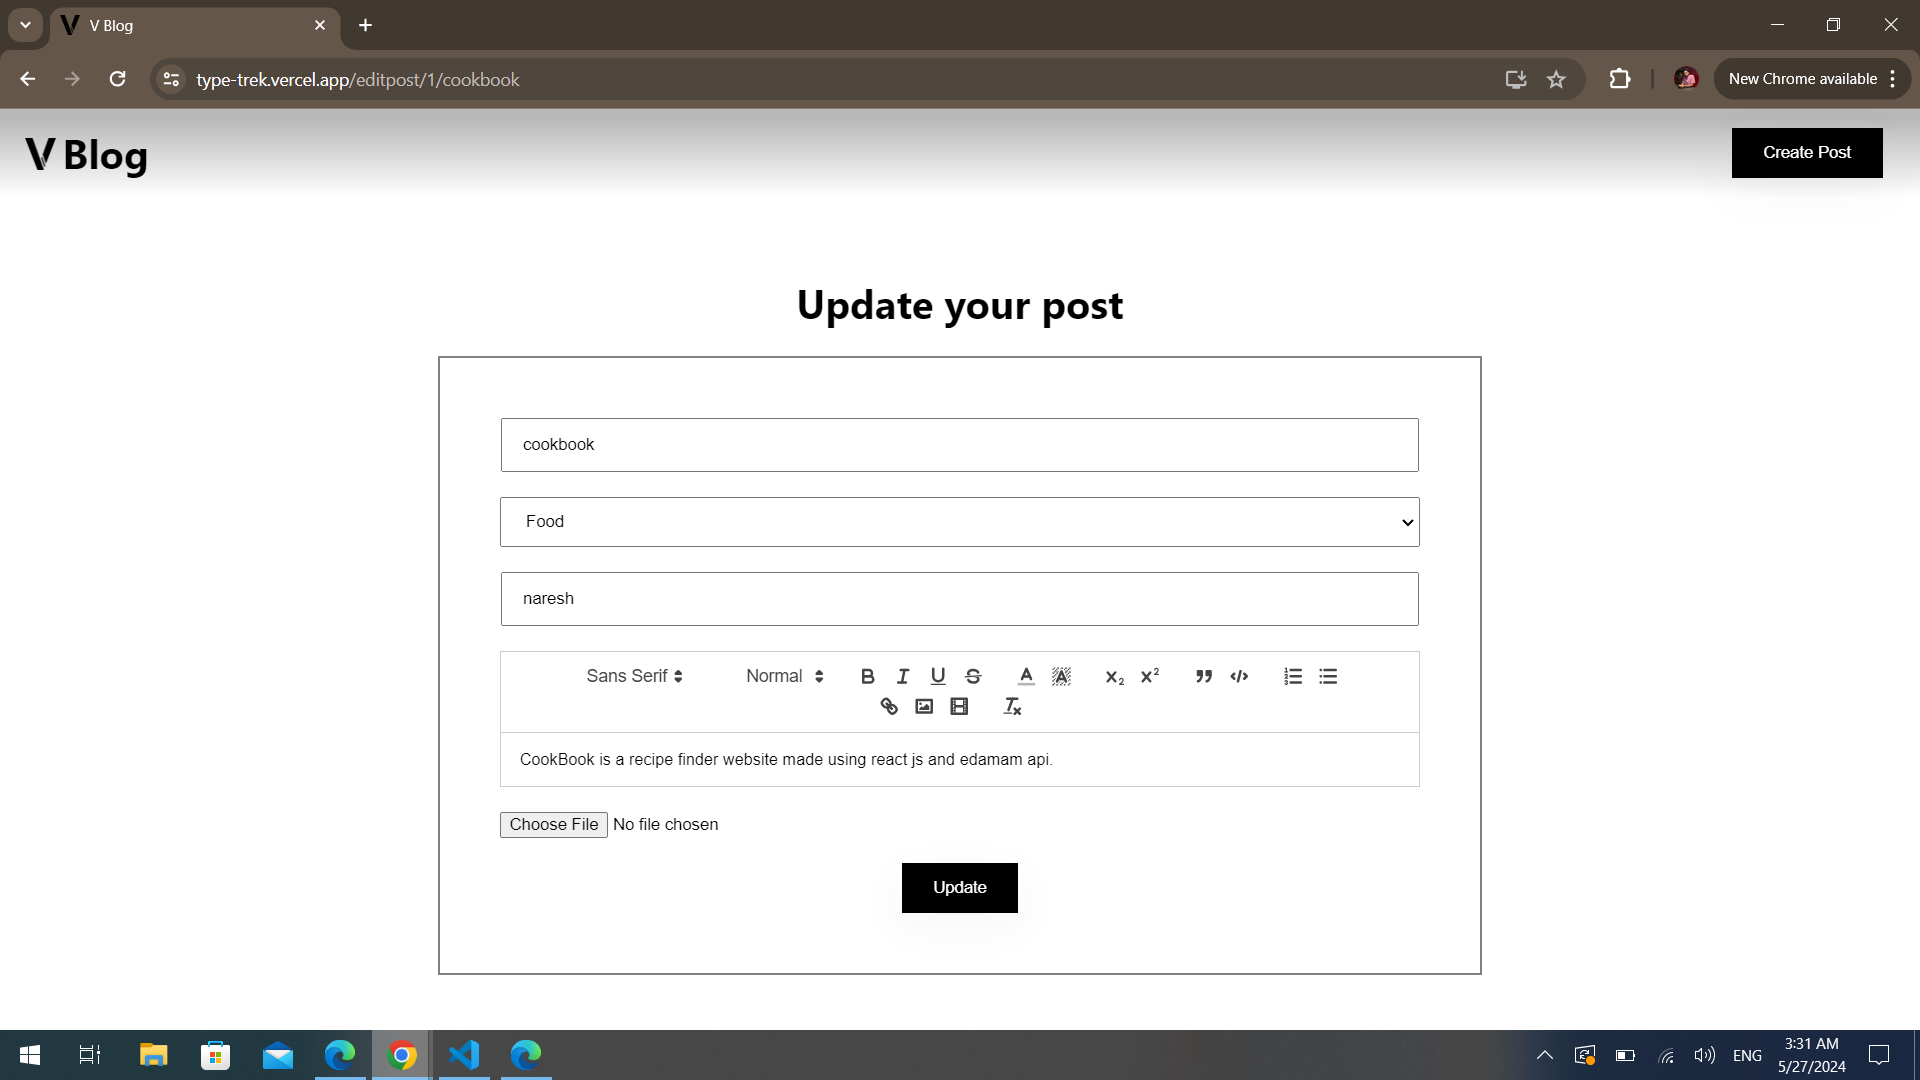 V Blog
type-trek.vercel.app/editpost/1/cookbook
New Chrome available
V Blog
Create Post
Update your post
cookbook
Food
naresh
Sans Serif Normal B I U S A A x₂ x² ” </>
CookBook is a recipe finder website made using react js and edamam api.
Choose File No file chosen
Update
ENG
3:31 AM
5/27/2024